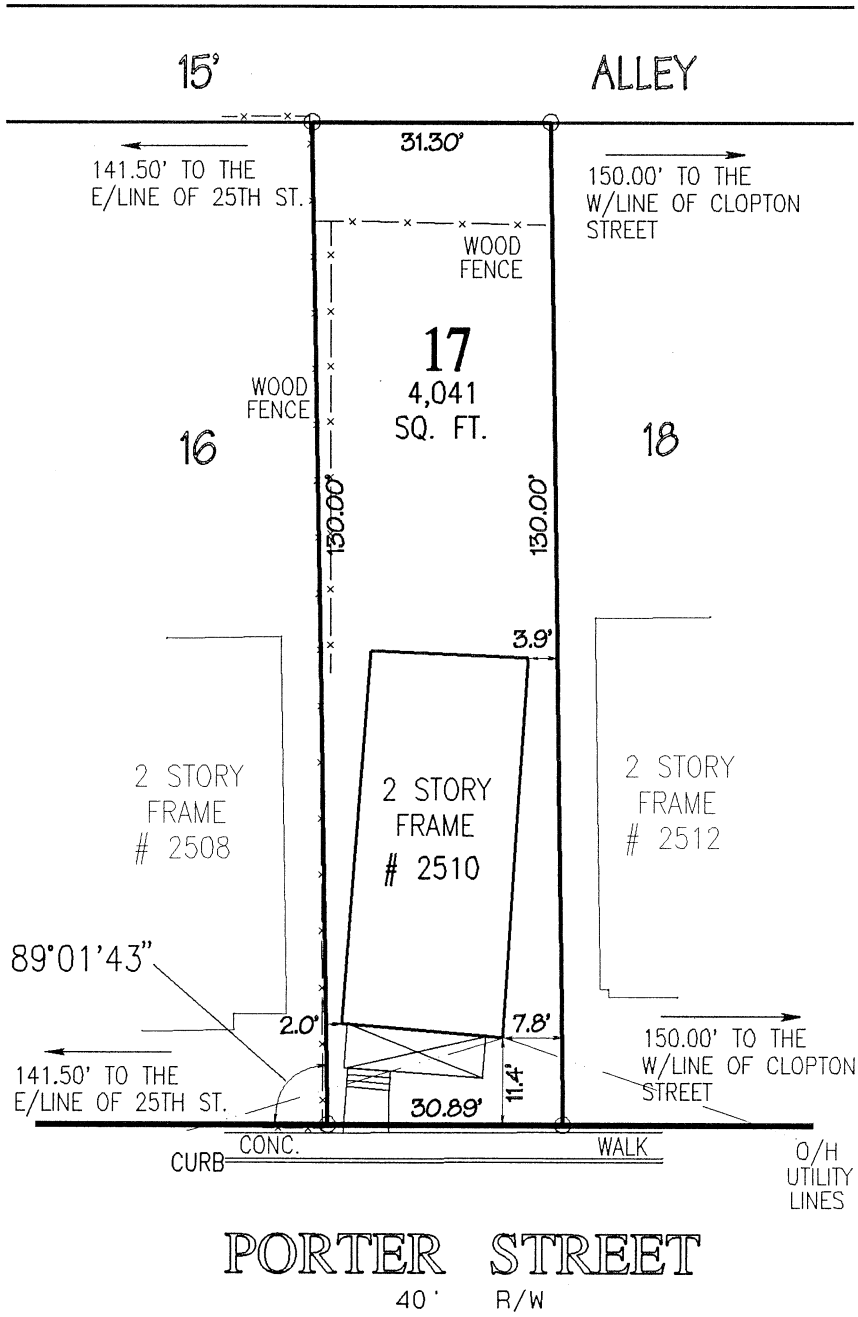 15' ALLEY
31.30'
141.50' TO THE
E/LINE OF 25TH ST.
150.00' TO THE
W/LINE OF CLOPTON
STREET
WOOD
FENCE
17
4,041
SQ. FT.
WOOD
FENCE
16
18
130.00'
130.00'
3.9'
2 STORY
FRAME
# 2508
2 STORY
FRAME
# 2510
2 STORY
FRAME
# 2512
89°01'43"
2.0'
7.8'
11.4'
141.50' TO THE
E/LINE OF 25TH ST.
150.00' TO THE
W/LINE OF CLOPTON
STREET
30.89'
CONC. WALK
CURB
O/H
UTILITY
LINES
PORTER STREET
40' R/W